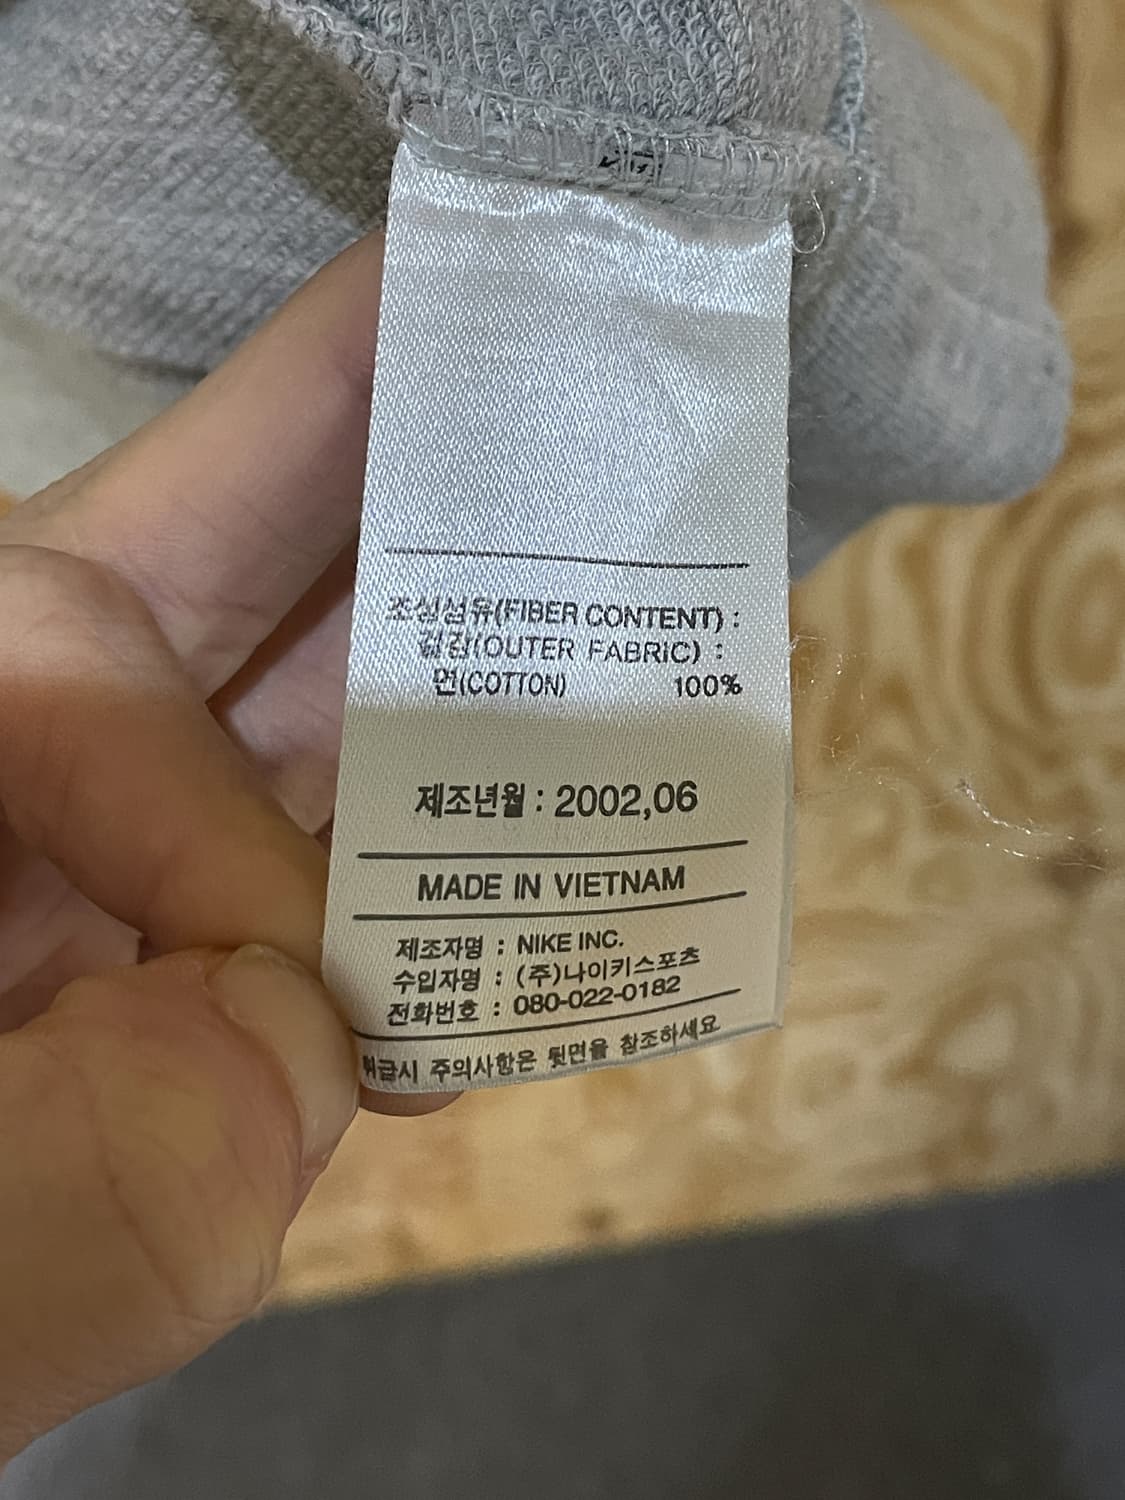 조성섬유(FIBER CONTENT) :
겉감(OUTER FABRIC) :
면(COTTON) 100%
제조년월 : 2002,06
MADE IN VIETNAM
제조자명 : NIKE INC.
수입자명 : (주)나이키스포츠
전화번호 : 080-022-0182
취급시 주의사항은 뒷면을 참조하세요